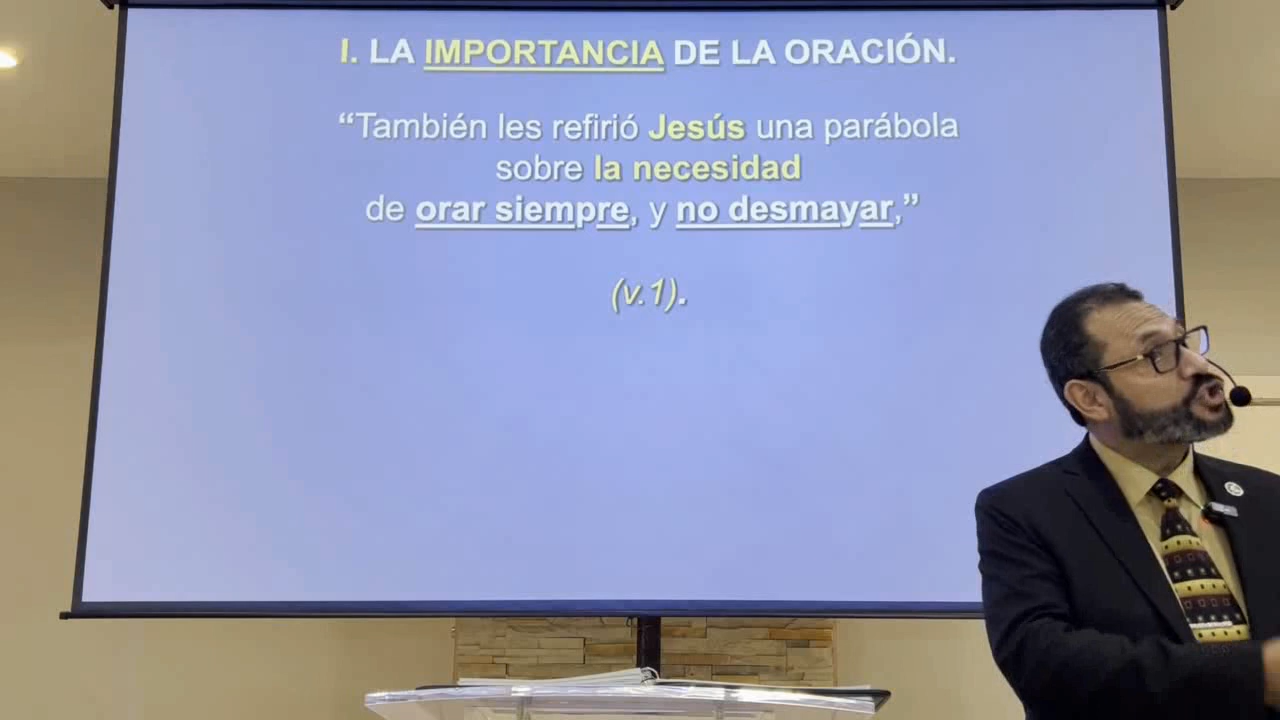 I. LA IMPORTANCIA DE LA ORACIÓN.
“También les refirió Jesús una parábola
sobre la necesidad
de orar siempre, y no desmayar,”
(v.1).